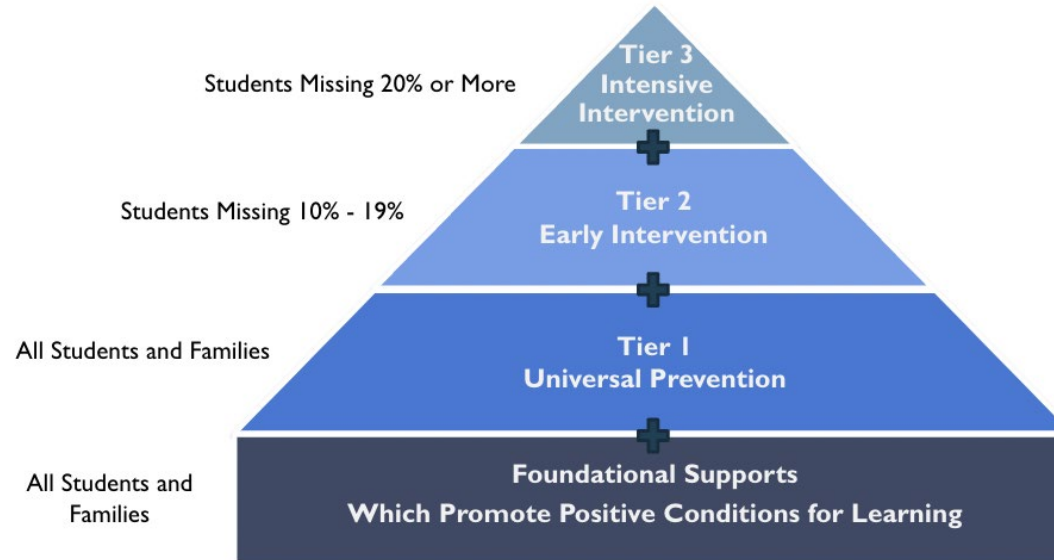 Tier 3
Students Missing 20% or More
Intensive
Intervention
Students Missing 10% - 19%
Tier 2
Early Intervention
All Students and Families
Tier 1
Universal Prevention
All Students and
Families
Foundational Supports
Which Promote Positive Conditions for Learning